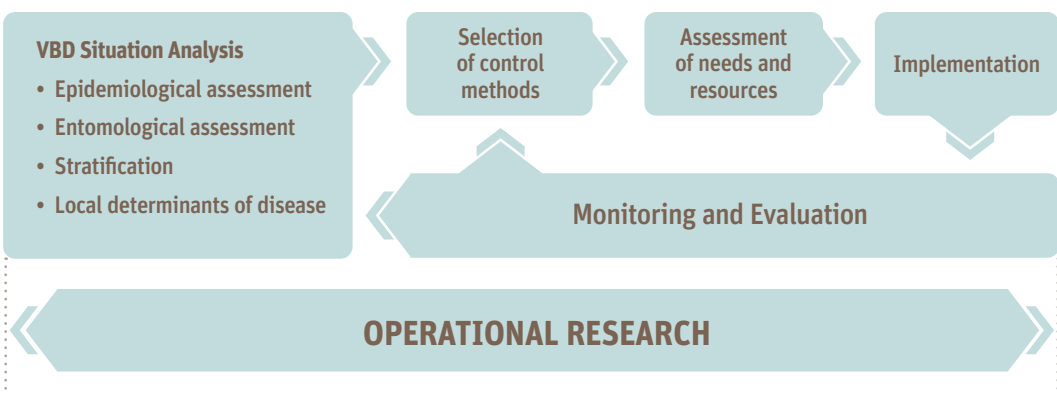 VBD Situation Analysis
• Epidemiological assessment
• Entomological assessment
• Stratification
• Local determinants of disease
Selection
of control
methods
Assessment
of needs and
resources
Implementation
Monitoring and Evaluation
OPERATIONAL RESEARCH